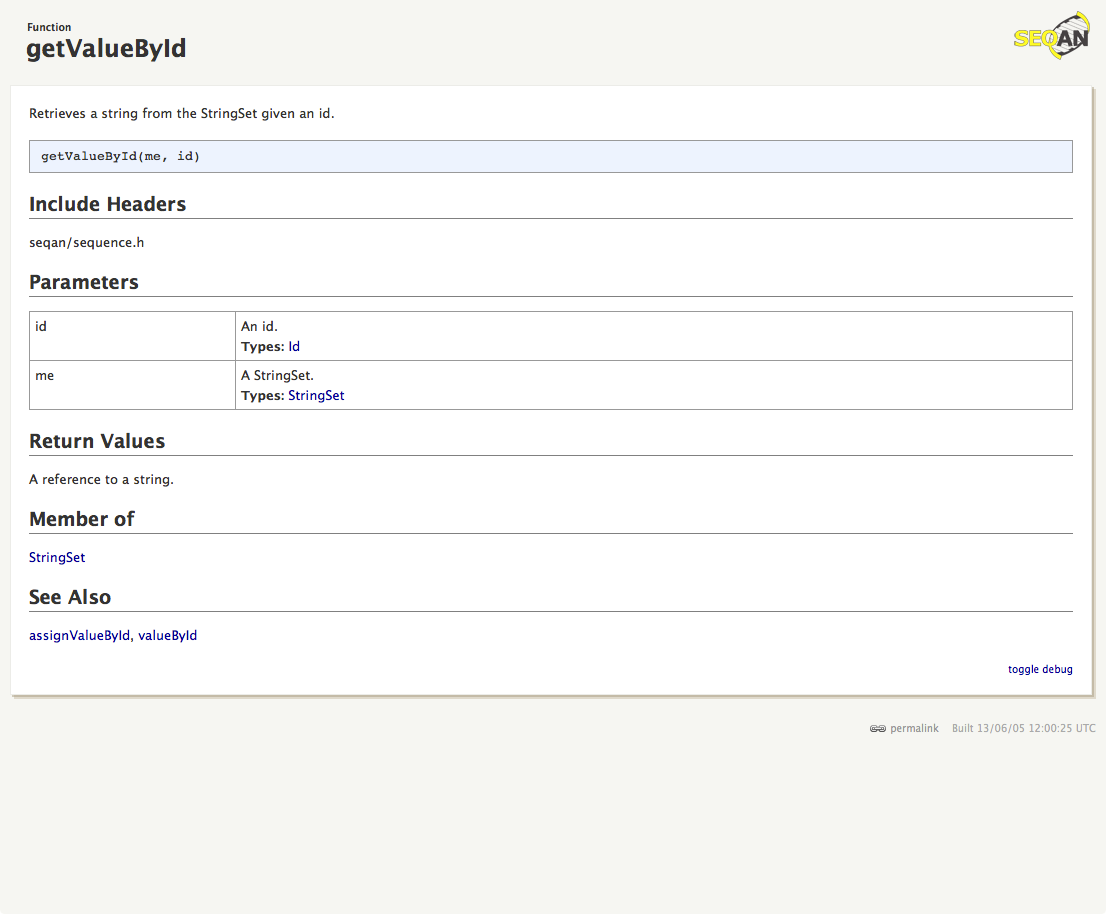 Function
getValueById
SEQAN
Retrieves a string from the StringSet given an id.
getValueById(me, id)
Include Headers
seqan/sequence.h
Parameters
id
An id.
Types: Id
me
A StringSet.
Types: StringSet
Return Values
A reference to a string.
Member of
StringSet
See Also
assignValueById, valueById
toggle debug
permalink Built 13/06/05 12:00:25 UTC